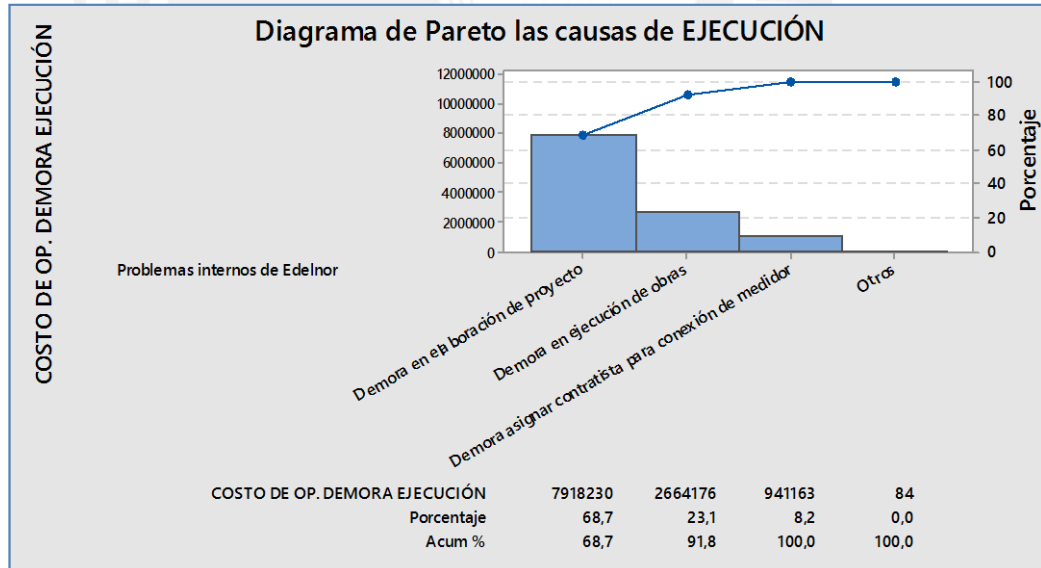 Diagrama de Pareto las causas de EJECUCIÓN
COSTO DE OP. DEMORA EJECUCIÓN
12000000
10000000
8000000
6000000
4000000
2000000
0
100
80
60
40
20
0
Porcentaje
Problemas internos de Edelnor
Demora en elaboración de proyecto
Demora en ejecución de obras
Demora asignar contratista para conexión de medidor
Otros
COSTO DE OP. DEMORA EJECUCIÓN 7918230 2664176 941163 84
Porcentaje 68,7 23,1 8,2 0,0
Acum % 68,7 91,8 100,0 100,0